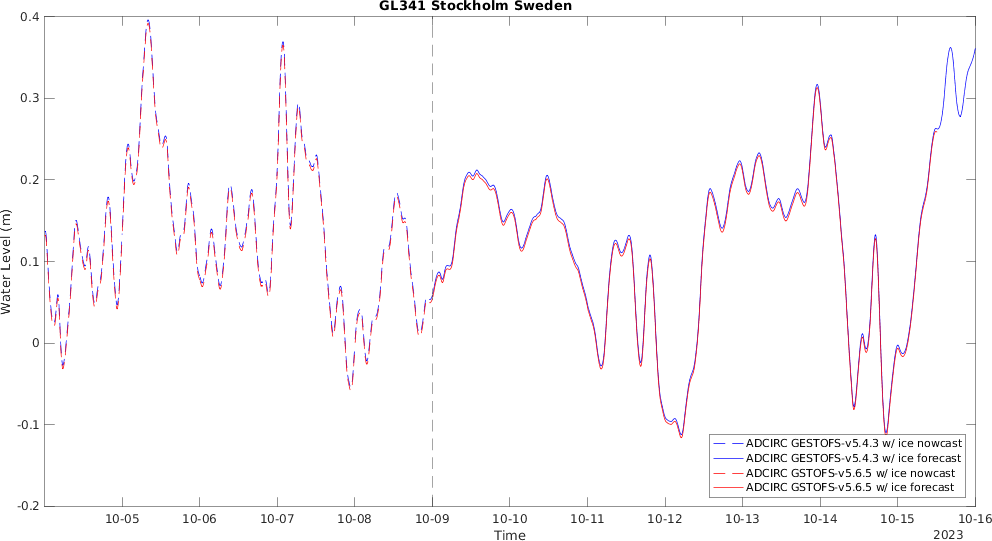 GL341 Stockholm Sweden
0.4
0.3
0.2
0.1
0
-0.1
-0.2
Water Level (m)
ADCIRC GESTOFS-v5.4.3 w/ ice nowcast
ADCIRC GESTOFS-v5.4.3 w/ ice forecast
ADCIRC GSTOFS-v5.6.5 w/ ice nowcast
ADCIRC GSTOFS-v5.6.5 w/ ice forecast
10-05 10-06 10-07 10-08 10-09 10-10 10-11 10-12 10-13 10-14 10-15 10-16
Time
2023